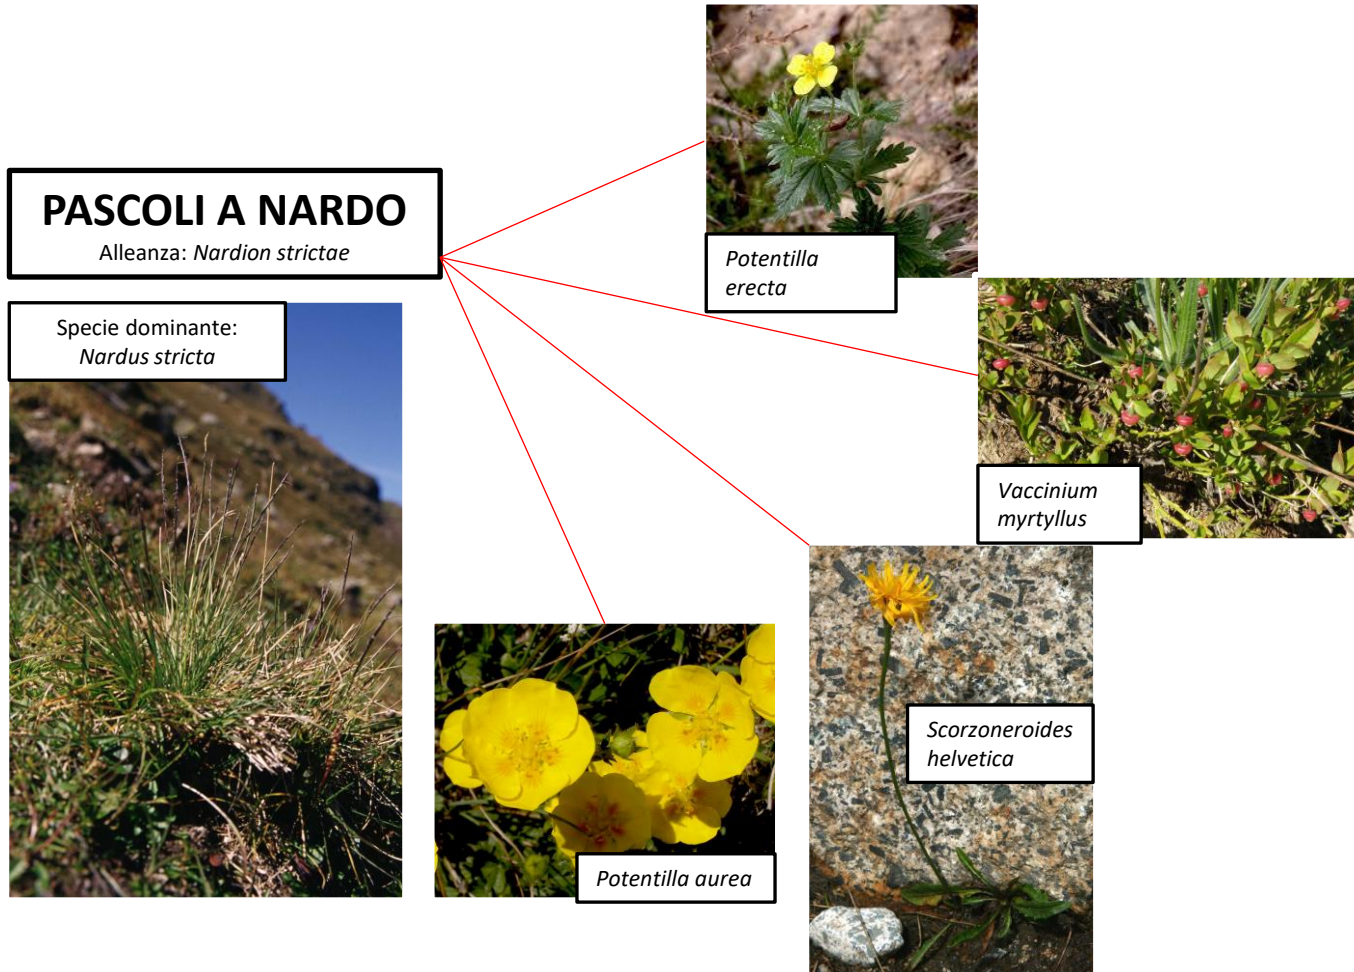 PASCOLI A NARDO
Alleanza: Nardion strictae
Specie dominante:
Nardus stricta
Potentilla
erecta
Vaccinium
myrtyllus
Scorzoneroides
helvetica
Potentilla aurea